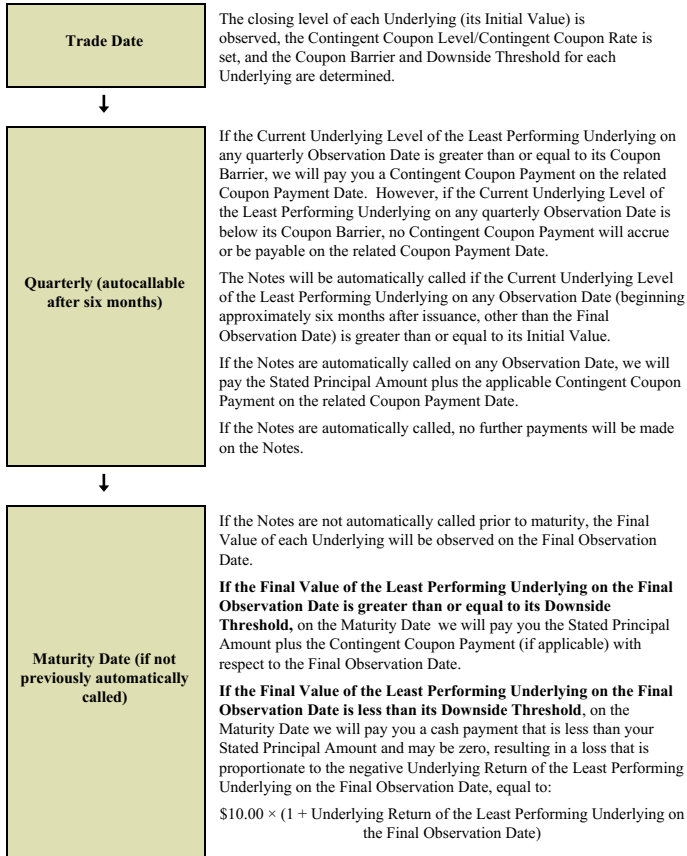 Trade Date
The closing level of each Underlying (its Initial Value) is
observed, the Contingent Coupon Level/Contingent Coupon Rate is
set, and the Coupon Barrier and Downside Threshold for each
Underlying are determined.
Quarterly (autocallable
after six months)
If the Current Underlying Level of the Least Performing Underlying on
any quarterly Observation Date is greater than or equal to its Coupon
Barrier, we will pay you a Contingent Coupon Payment on the related
Coupon Payment Date. However, if the Current Underlying Level of
the Least Performing Underlying on any quarterly Observation Date is
below its Coupon Barrier, no Contingent Coupon Payment will accrue
or be payable on the related Coupon Payment Date.
The Notes will be automatically called if the Current Underlying Level
of the Least Performing Underlying on any Observation Date (beginning
approximately six months after issuance, other than the Final
Observation Date) is greater than or equal to its Initial Value.
If the Notes are automatically called on any Observation Date, we will
pay the Stated Principal Amount plus the applicable Contingent Coupon
Payment on the related Coupon Payment Date.
If the Notes are automatically called, no further payments will be made
on the Notes.
Maturity Date (if not
previously automatically
called)
If the Notes are not automatically called prior to maturity, the Final
Value of each Underlying will be observed on the Final Observation
Date.
If the Final Value of the Least Performing Underlying on the Final
Observation Date is greater than or equal to its Downside
Threshold, on the Maturity Date we will pay you the Stated Principal
Amount plus the Contingent Coupon Payment (if applicable) with
respect to the Final Observation Date.
If the Final Value of the Least Performing Underlying on the Final
Observation Date is less than its Downside Threshold, on the
Maturity Date we will pay you a cash payment that is less than your
Stated Principal Amount and may be zero, resulting in a loss that is
proportionate to the negative Underlying Return of the Least Performing
Underlying on the Final Observation Date, equal to:
$10.00 × (1 + Underlying Return of the Least Performing Underlying on
the Final Observation Date)